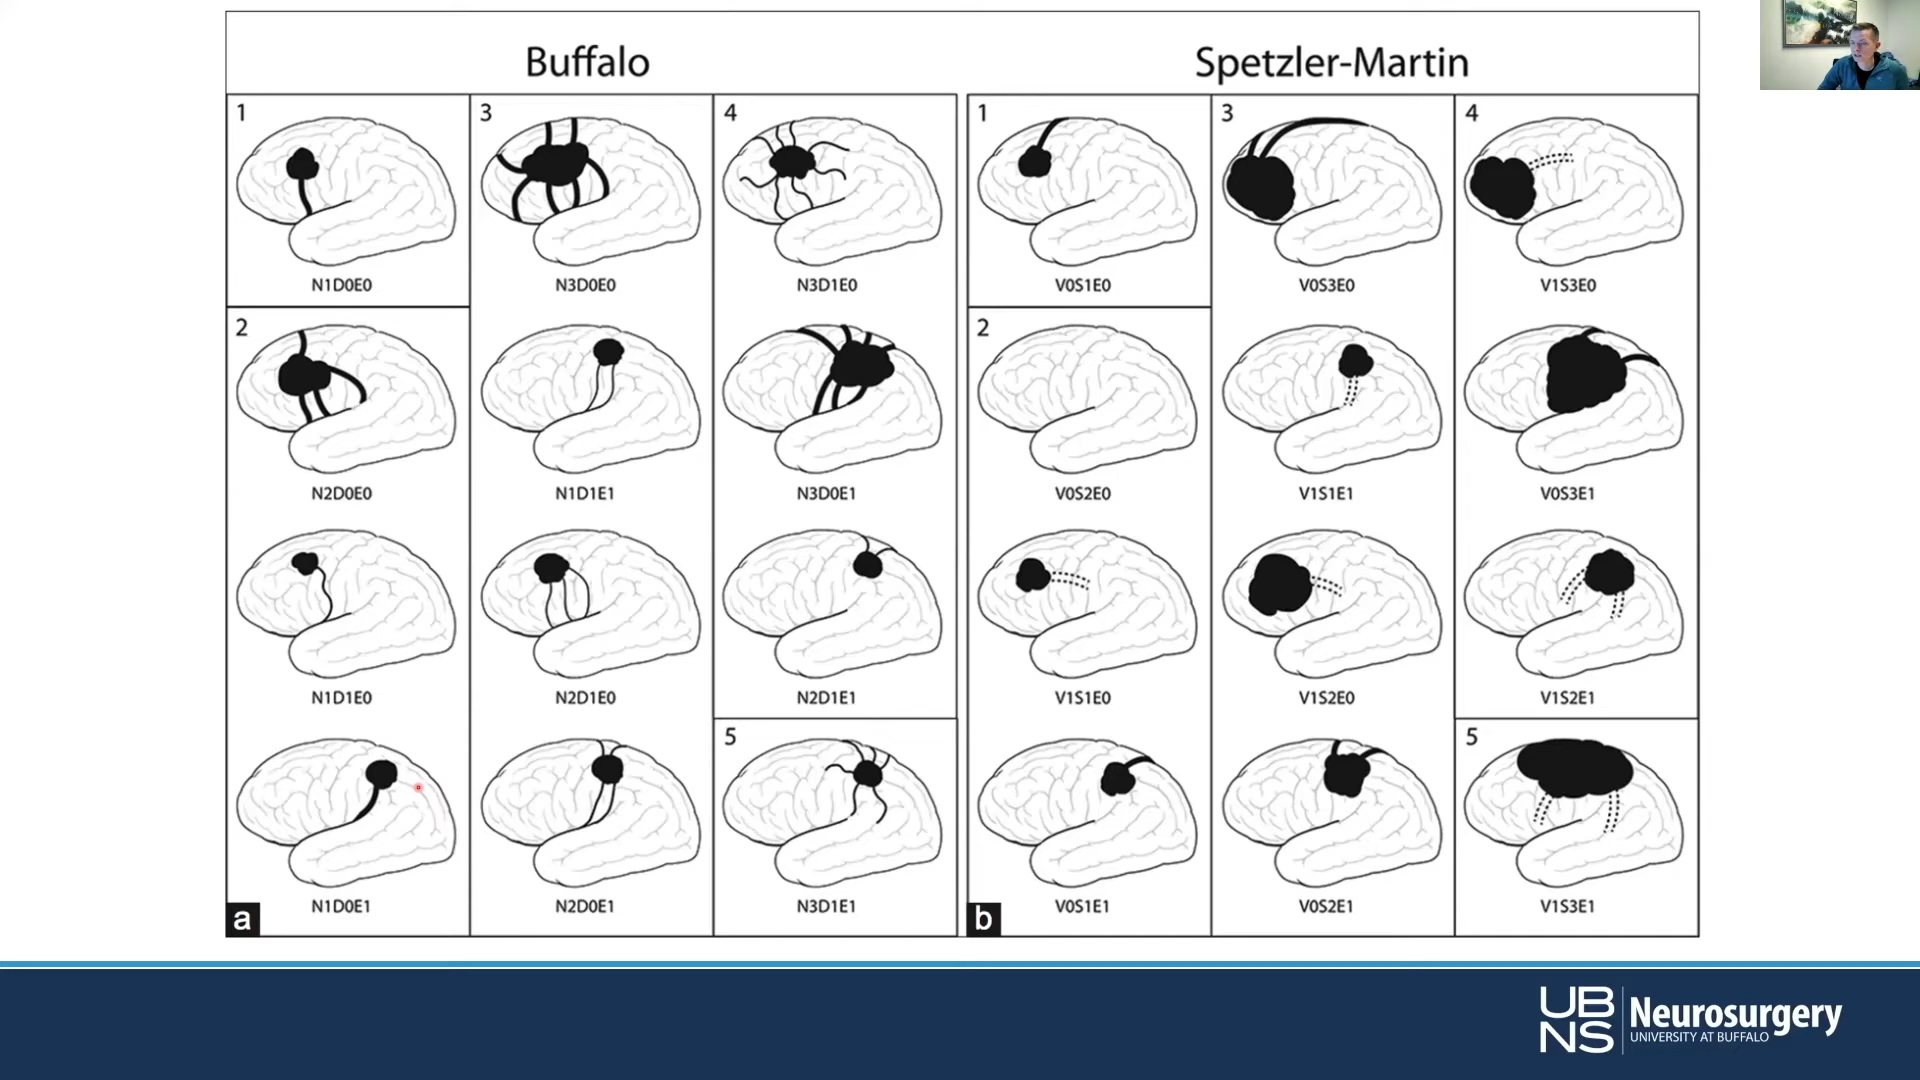 Buffalo
Spetzler-Martin
1
N1D0E0
3
N3D0E0
4
N3D1E0
2
N2D0E0
N1D1E1
N3D0E1
N1D1E0
N2D1E0
N2D1E1
N1D0E1
N2D0E1
5
N3D1E1
a
1
V0S1E0
3
V0S3E0
4
V1S3E0
2
V0S2E0
V1S1E1
V0S3E1
V1S1E0
V1S2E0
V1S2E1
V0S1E1
V0S2E1
5
V1S3E1
b
UB
NS
Neurosurgery
UNIVERSITY AT BUFFALO